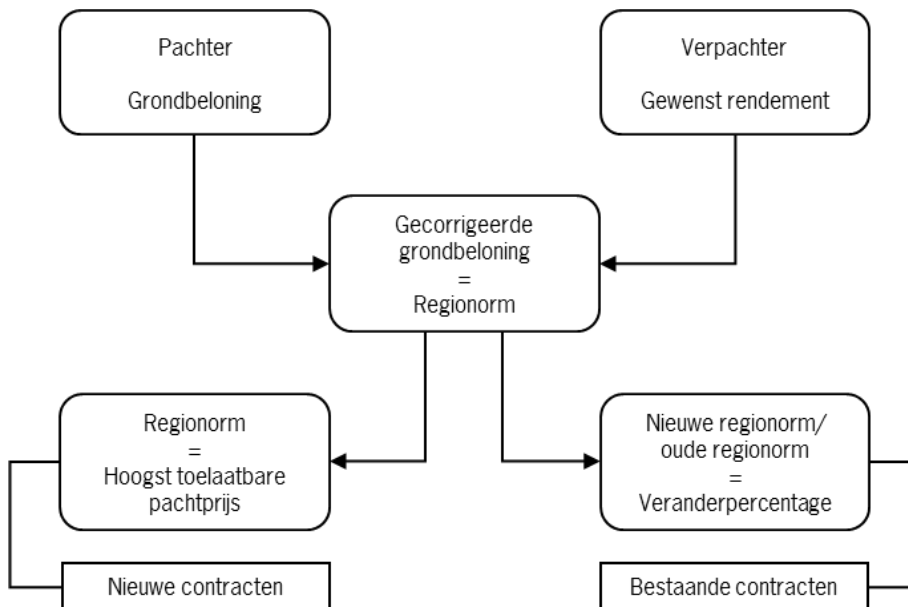 Pachter
Grondbeloning
Verpachter
Gewenst rendement
Gecorrigeerde
grondbeloning
=
Regionorm
Regionorm
=
Hoogst toelaatbare
pachtprijs
Nieuwe regionorm/
oude regionorm
=
Veranderpercentage
Nieuwe contracten
Bestaande contracten